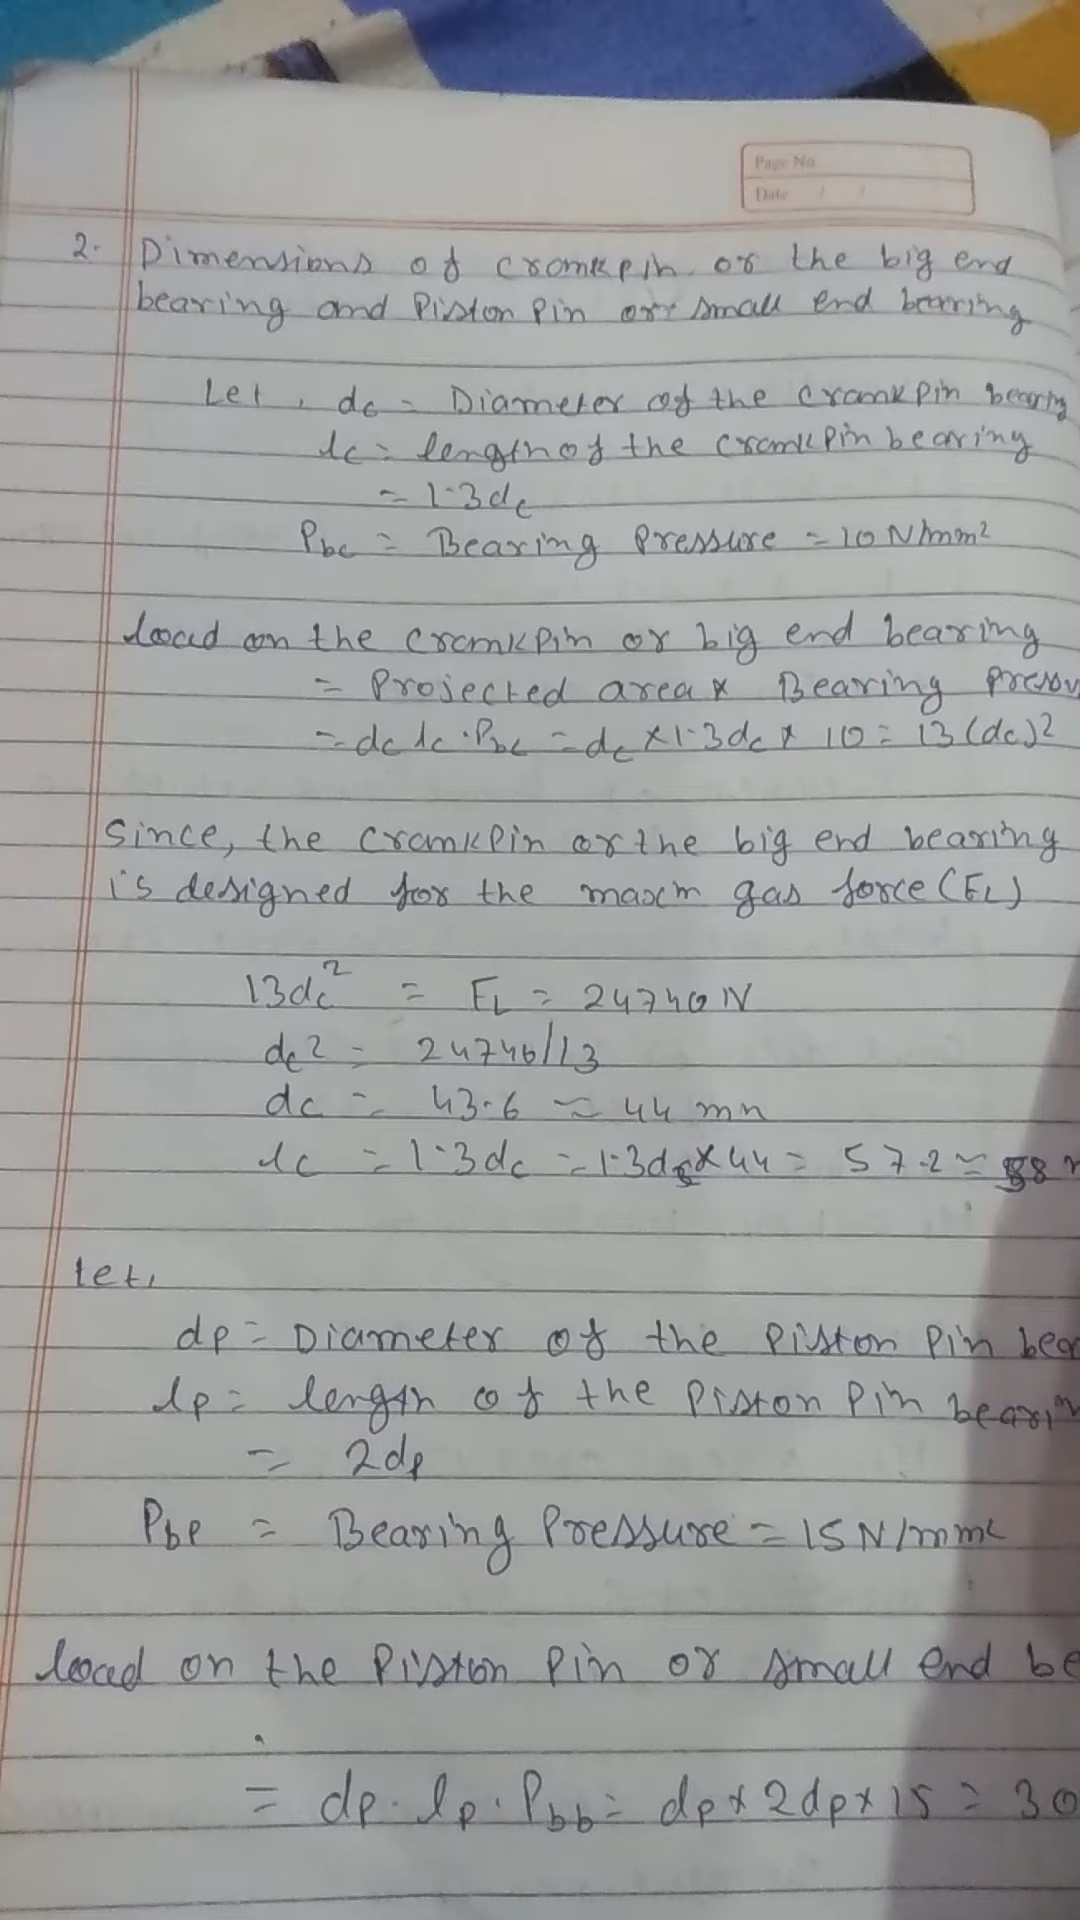 Page No.
Date / /
2. Dimensions of crankpin or the big end
bearing and Piston Pin or small end bearing
Let, dc = Diameter of the crankpin bearing
lc = length of the crankpin bearing
= 1.3dc
Pbc = Bearing Pressure = 10 N/mm²
load on the crankpin or big end bearing
= Projected area x Bearing Pressu
= dc lc . Pbc = dc x 1.3dc x 10 = 13(dc)²
Since, the crankpin or the big end bearing
is designed for the maxm gas force (FL)
13dc² = FL = 24740 N
dc² = 24740/13
dc = 43.6 ≈ 44 mm
lc = 1.3dc = 1.3dc x 44 = 57.2 ≈ 58
let,
dp = Diameter of the Piston Pin bea
lp = length of the Piston Pin bearin
= 2dp
Pbp = Bearing Pressure = 15 N/mm²
load on the Piston Pin or small end be
= dp . lp . Pbb = dp x 2dp x 15 = 30